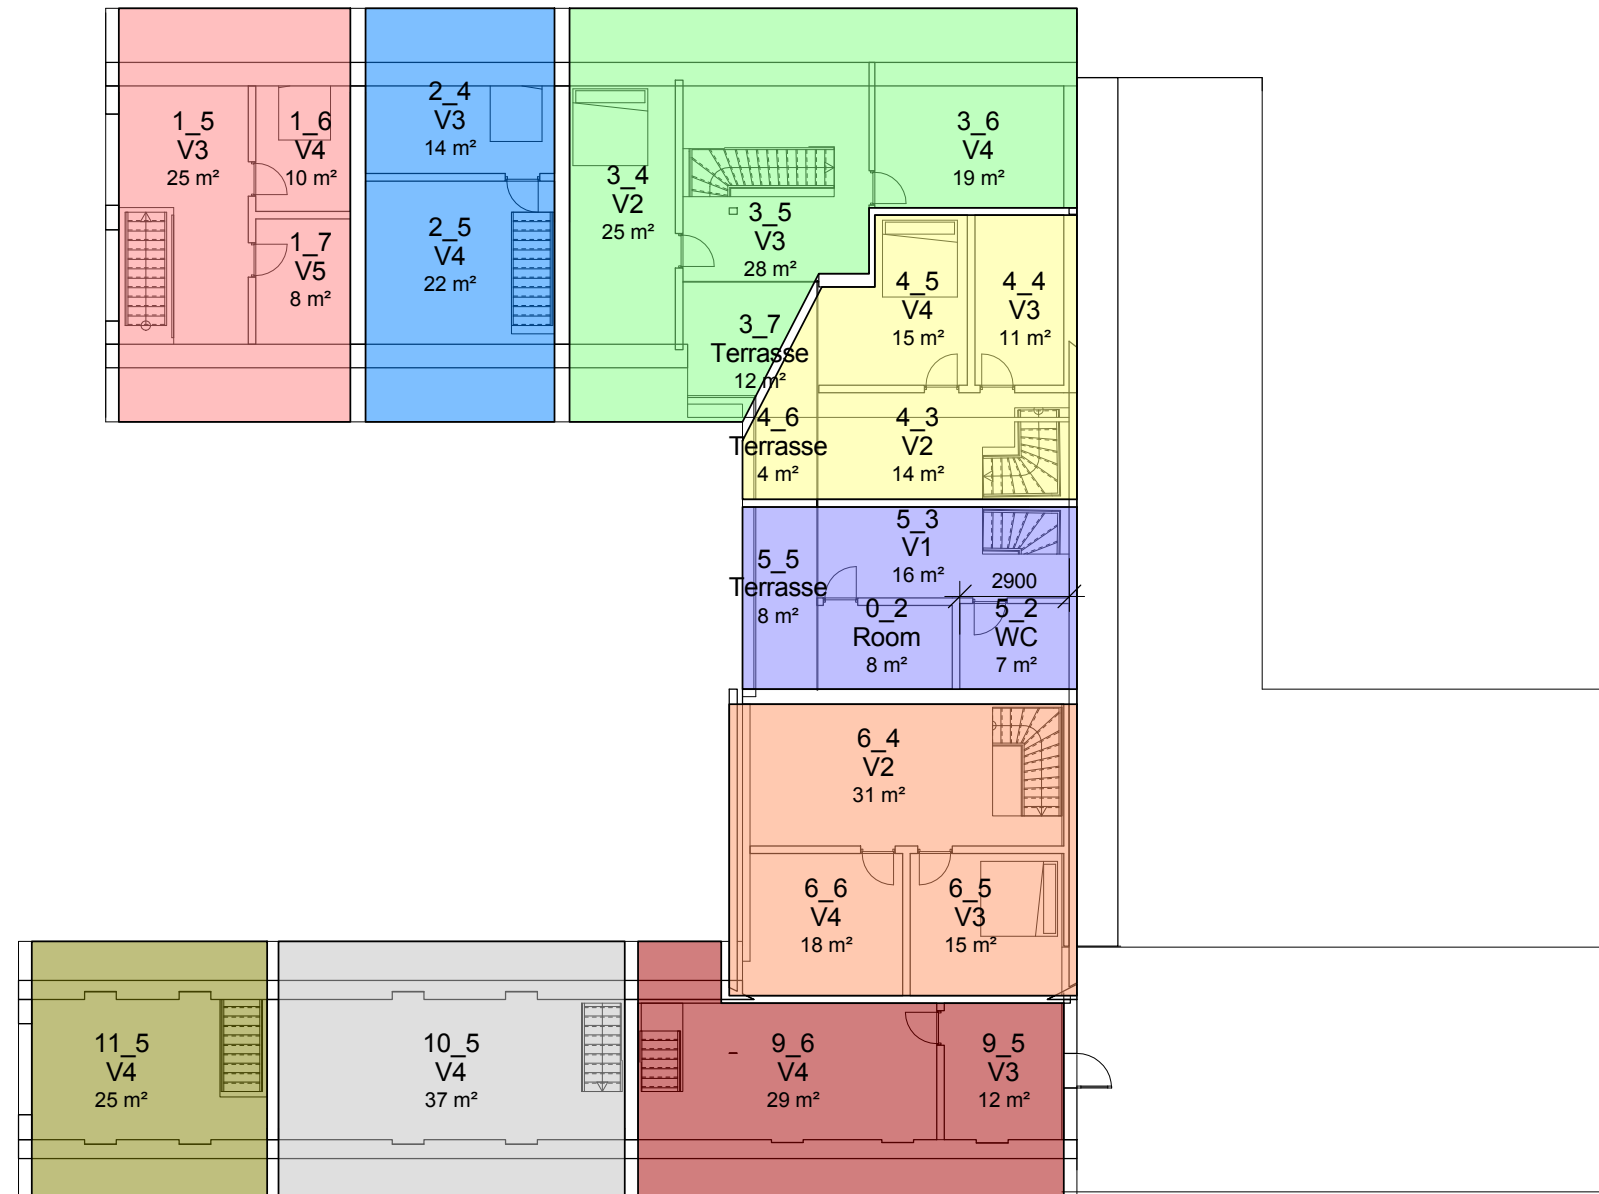 1_5
V3
25 m²
1_6
V4
10 m²
1_7
V5
8 m²
2_4
V3
14 m²
2_5
V4
22 m²
3_4
V2
25 m²
3_5
V3
28 m²
3_6
V4
19 m²
3_7
Terrasse
12 m²
4_5
V4
15 m²
4_4
V3
11 m²
4_6
Terrasse
4 m²
4_3
V2
14 m²
5_3
V1
16 m²
2900
5_5
Terrasse
8 m²
0_2
Room
8 m²
5_2
WC
7 m²
6_4
V2
31 m²
6_6
V4
18 m²
6_5
V3
15 m²
11_5
V4
25 m²
10_5
V4
37 m²
9_6
V4
29 m²
9_5
V3
12 m²